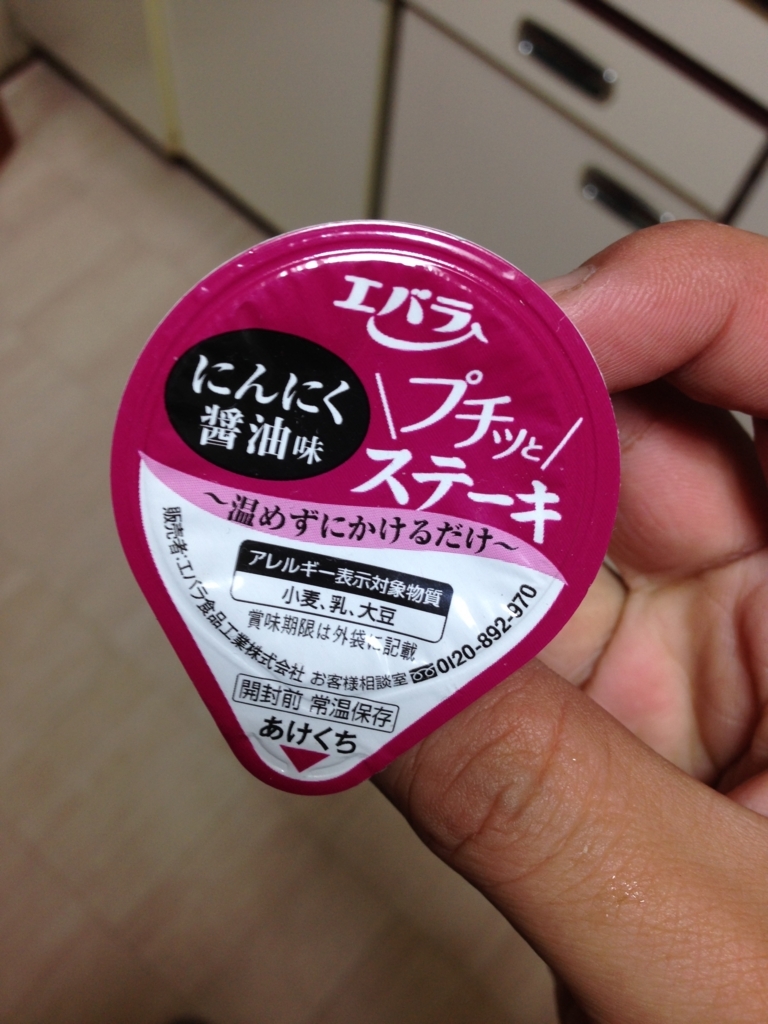 エバラ
にんにく
醤油味
プチッと
ステーキ
～温めずにかけるだけ～
アレルギー表示対象物質
小麦、乳、大豆
賞味期限は外袋に記載
販売者:エバラ食品工業株式会社 お客様相談室 0120-892-970
開封前 常温保存
あけくち